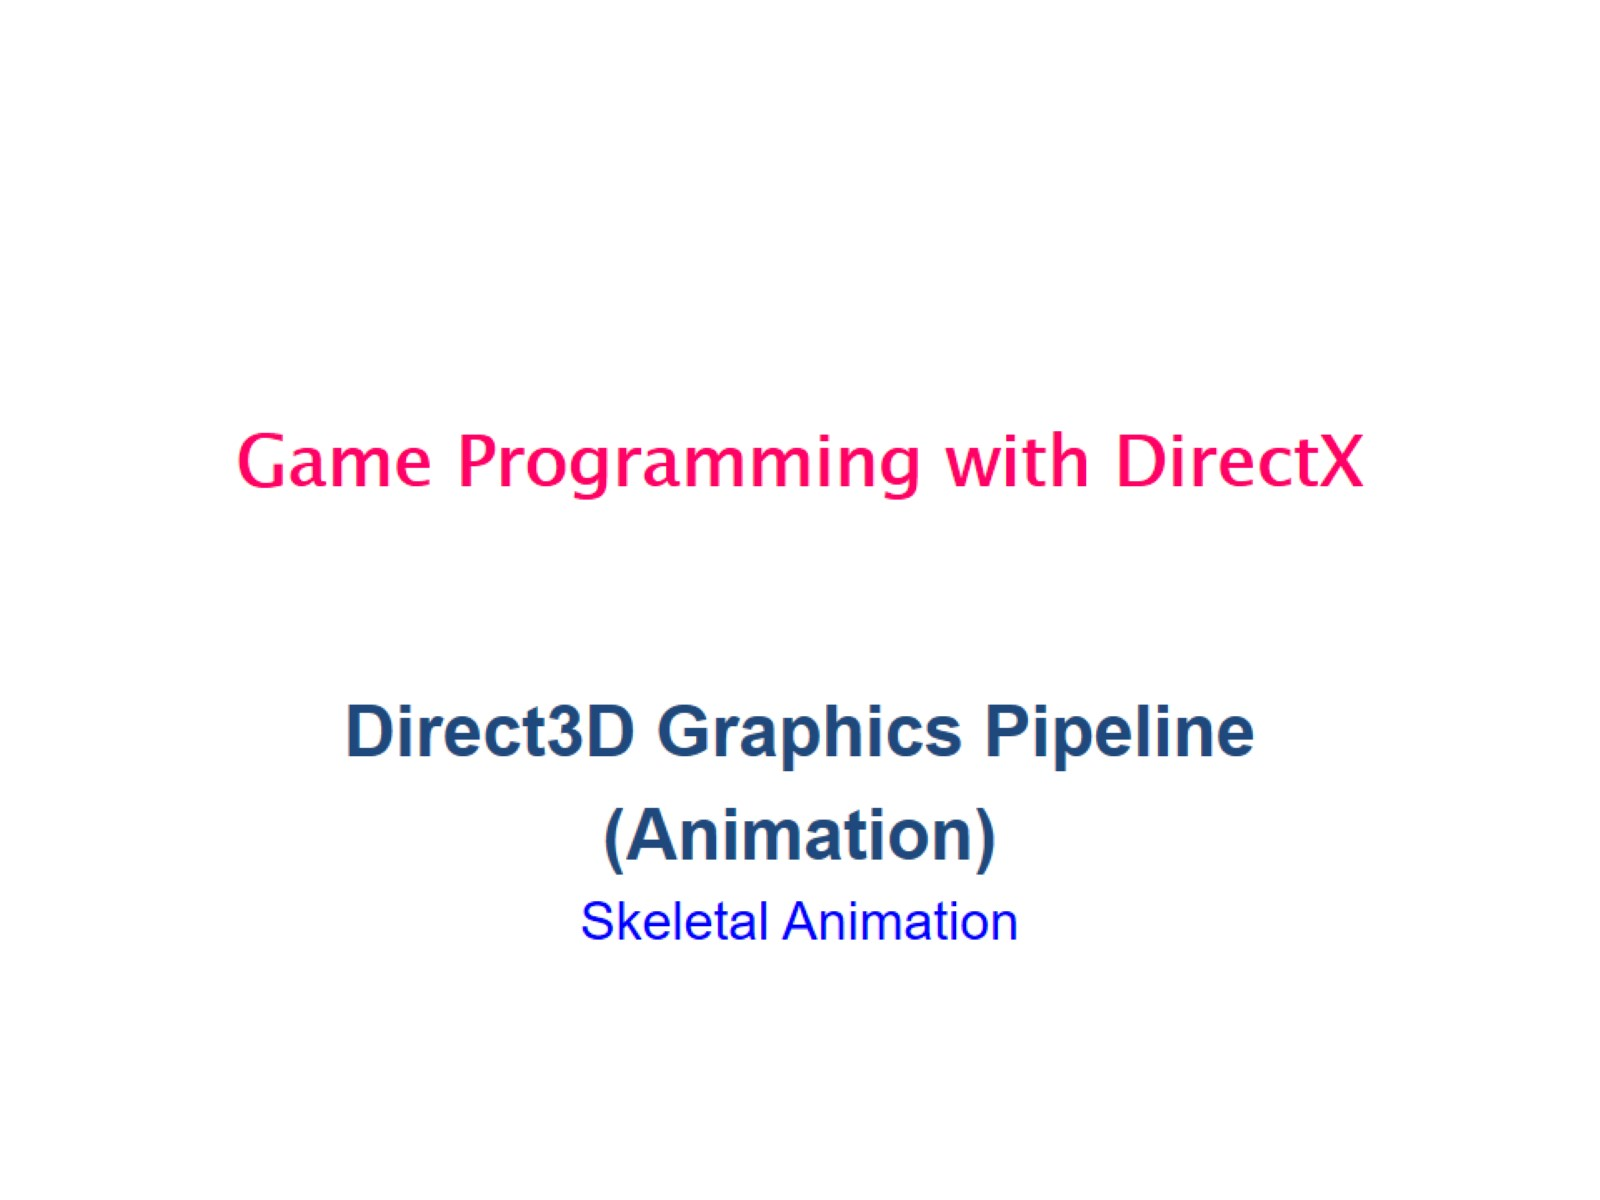 Game Programming with DirectX
Direct3D Graphics Pipeline
(Animation)
Skeletal Animation